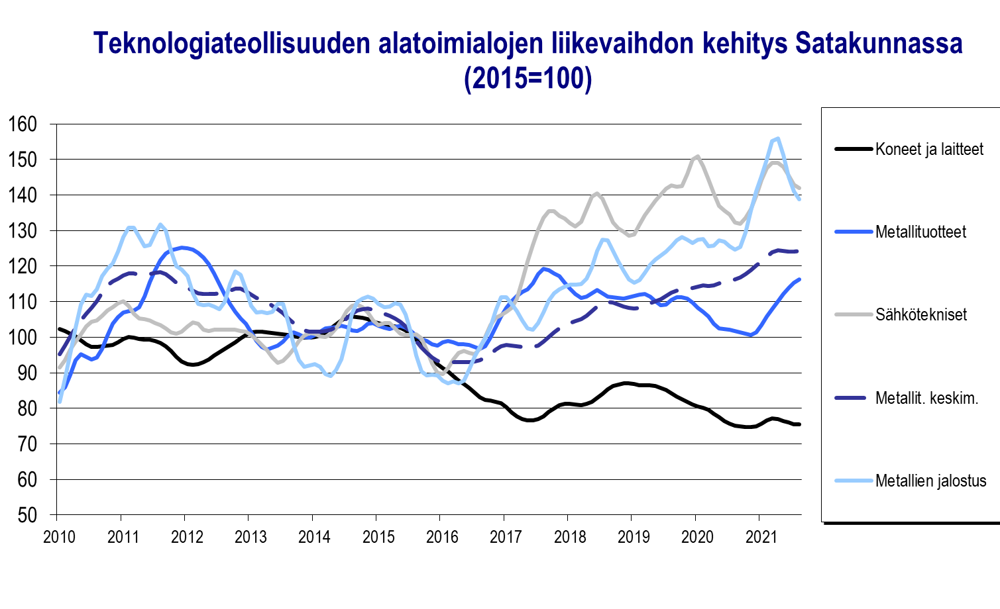 Teknologiateollisuuden alatoimialojen liikevaihdon kehitys Satakunnassa
(2015=100)
160
150
140
130
120
110
100
90
80
70
60
50
2010 2011 2012 2013 2014 2015 2016 2017 2018 2019 2020 2021
Koneet ja laitteet
Metallituotteet
Sähkötekniset
Metallit. keskim.
Metallien jalostus